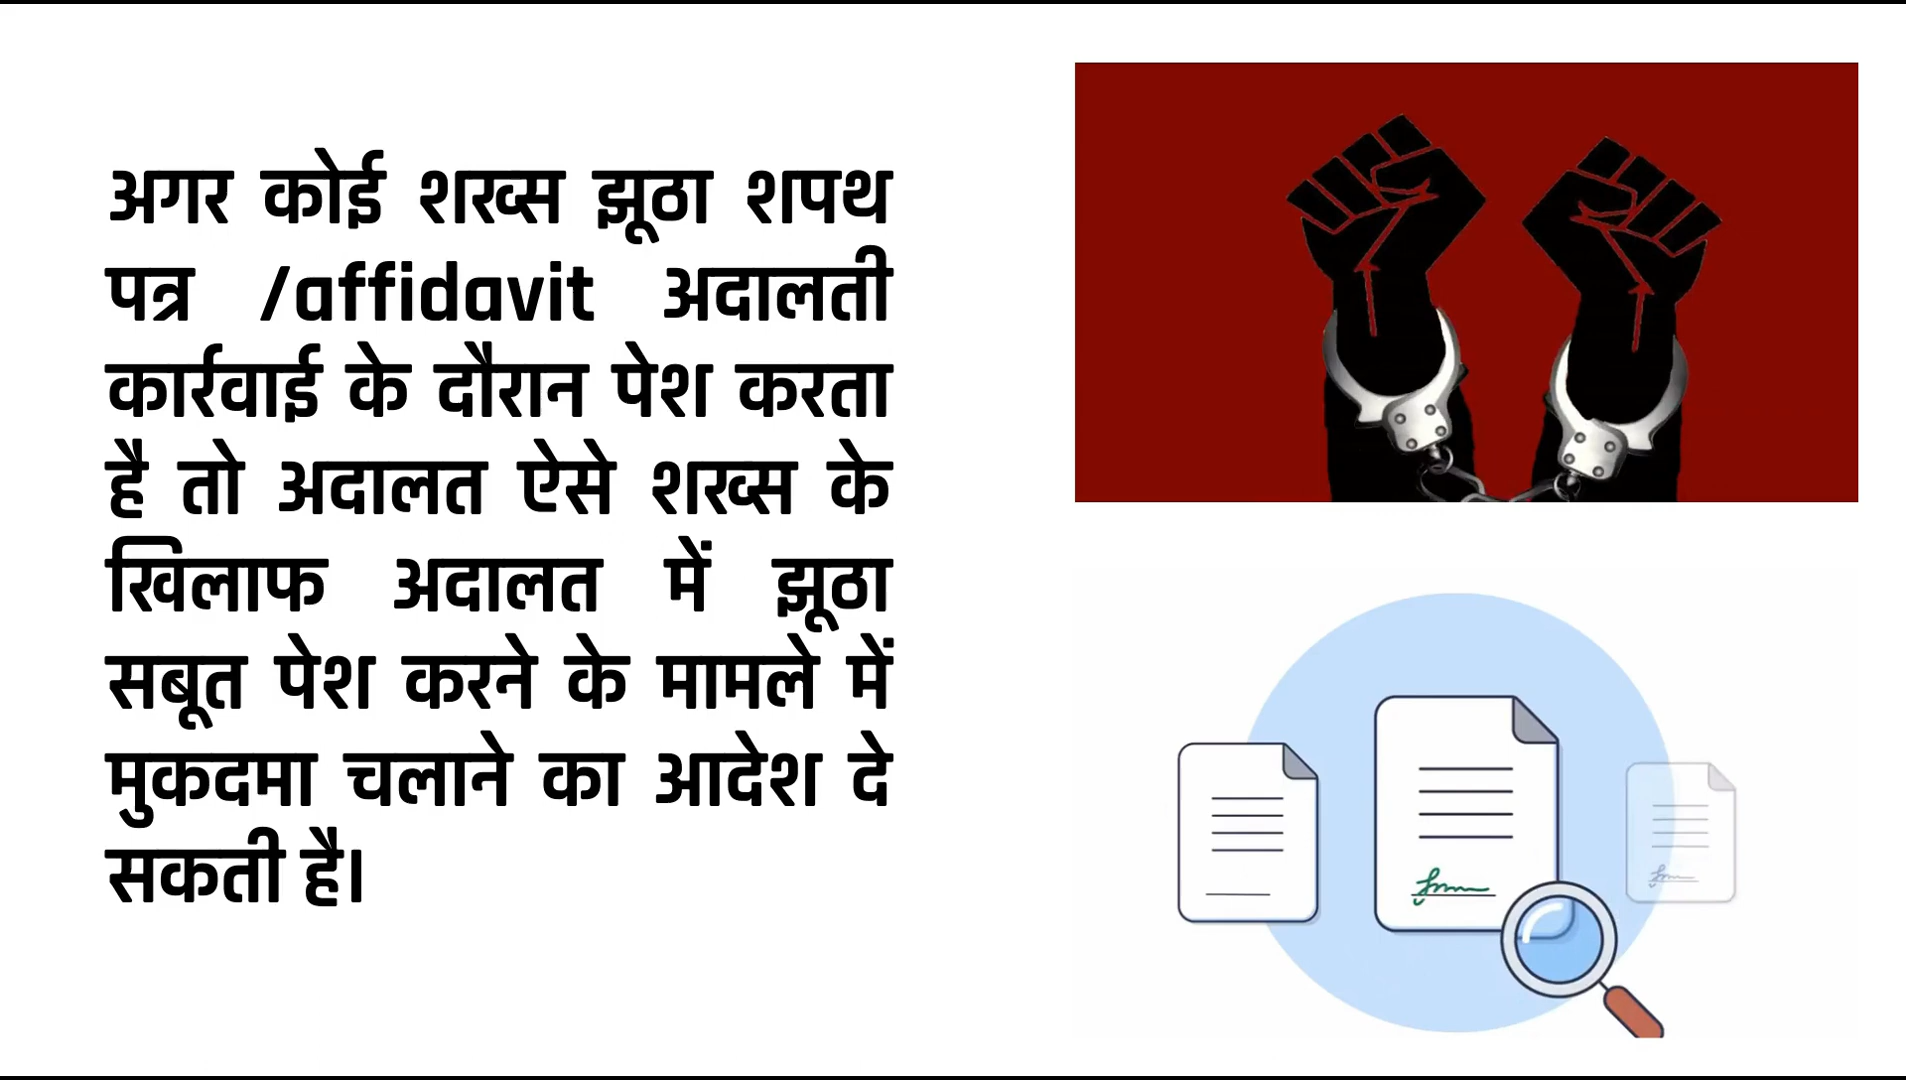 अगर कोई शख्स झूठा शपथ
पत्र /affidavit अदालती
कार्रवाई के दौरान पेश करता
है तो अदालत ऐसे शख्स के
खिलाफ अदालत में झूठा
सबूत पेश करने के मामले में
मुकदमा चलाने का आदेश दे
सकती है।